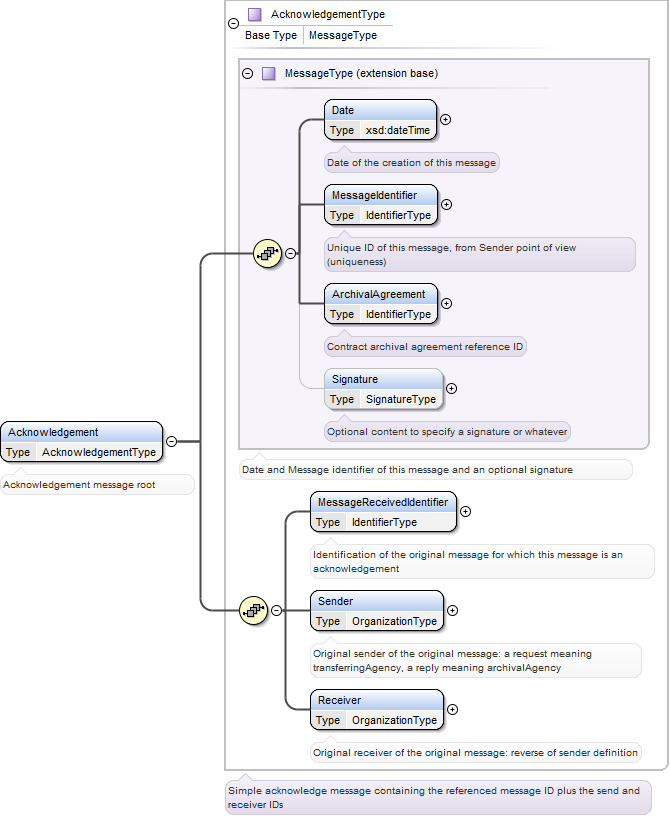 AcknowledgementType
Base Type MessageType
MessageType (extension base)
Date
Type xsd:dateTime
Date of the creation of this message
MessageIdentifier
Type IdentifierType
Unique ID of this message, from Sender point of view
(uniqueness)
ArchivalAgreement
Type IdentifierType
Contract archival agreement reference ID
Signature
Type SignatureType
Optional content to specify a signature or whatever
Acknowledgement
Type AcknowledgementType
Acknowledgement message root
Date and Message identifier of this message and an optional signature
MessageReceivedIdentifier
Type IdentifierType
Identification of the original message for which this message is an
acknowledgement
Sender
Type OrganizationType
Original sender of the original message: a request meaning
transferringAgency, a reply meaning archivalAgency
Receiver
Type OrganizationType
Original receiver of the original message: reverse of sender definition
Simple acknowledge message containing the referenced message ID plus the send and
receiver IDs